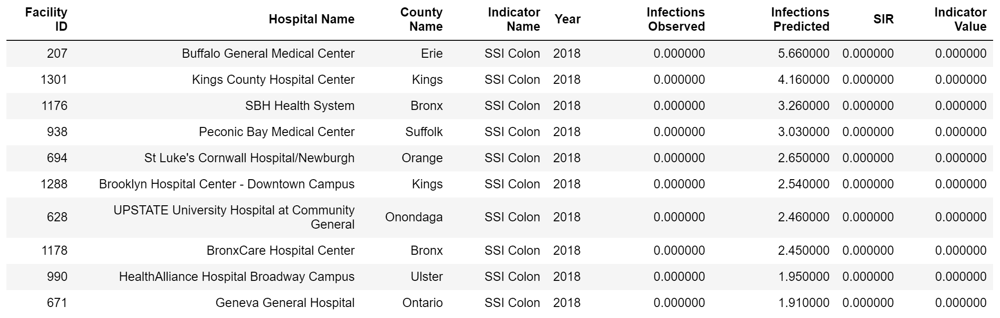 Facility ID Hospital Name County Name Indicator Name Year Infections Observed Infections Predicted SIR Indicator Value
207 Buffalo General Medical Center Erie SSI Colon 2018 0.000000 5.660000 0.000000 0.000000
1301 Kings County Hospital Center Kings SSI Colon 2018 0.000000 4.160000 0.000000 0.000000
1176 SBH Health System Bronx SSI Colon 2018 0.000000 3.260000 0.000000 0.000000
938 Peconic Bay Medical Center Suffolk SSI Colon 2018 0.000000 3.030000 0.000000 0.000000
694 St Luke's Cornwall Hospital/Newburgh Orange SSI Colon 2018 0.000000 2.650000 0.000000 0.000000
1288 Brooklyn Hospital Center - Downtown Campus Kings SSI Colon 2018 0.000000 2.540000 0.000000 0.000000
628 UPSTATE University Hospital at Community General Onondaga SSI Colon 2018 0.000000 2.460000 0.000000 0.000000
1178 BronxCare Hospital Center Bronx SSI Colon 2018 0.000000 2.450000 0.000000 0.000000
990 HealthAlliance Hospital Broadway Campus Ulster SSI Colon 2018 0.000000 1.950000 0.000000 0.000000
671 Geneva General Hospital Ontario SSI Colon 2018 0.000000 1.910000 0.000000 0.000000